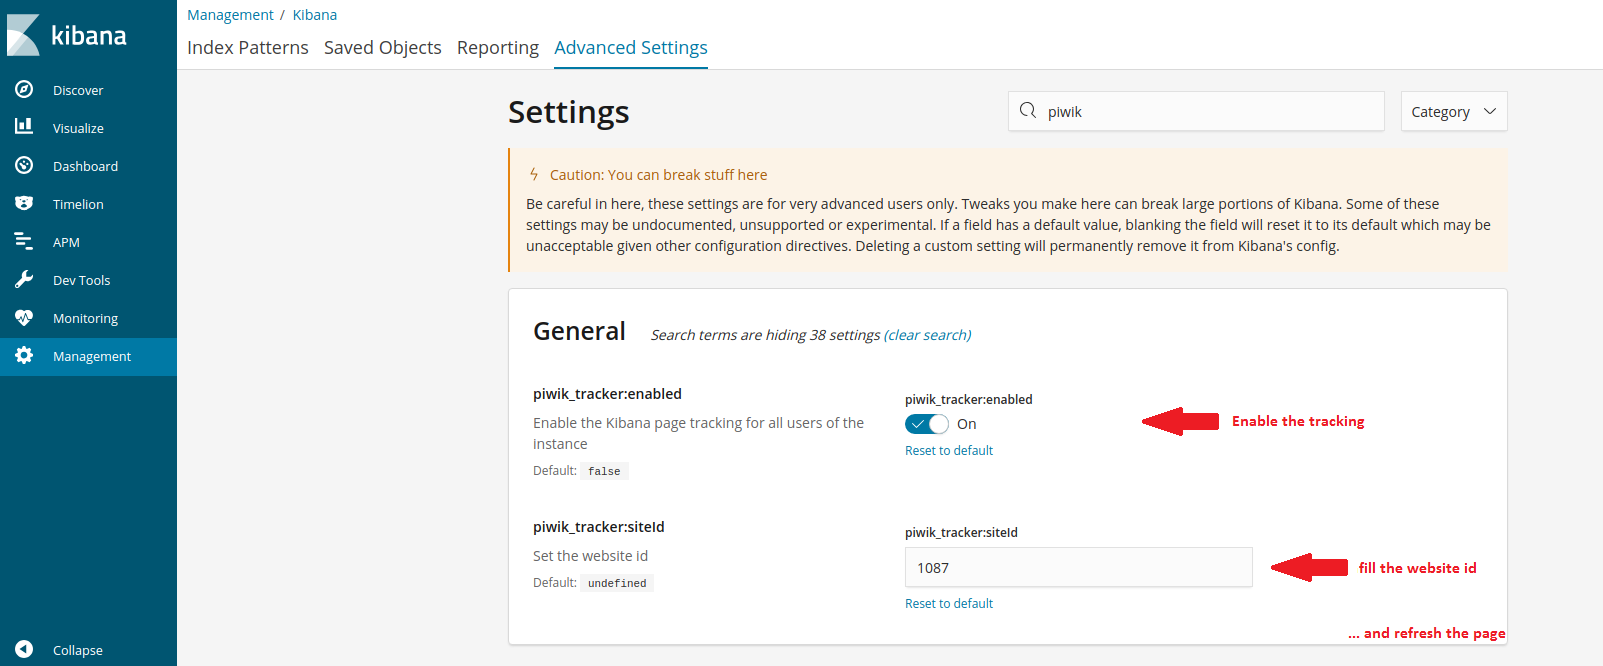 kibana
Discover
Visualize
Dashboard
Timelion
APM
Dev Tools
Monitoring
Management
Collapse
Management / Kibana
Index Patterns Saved Objects Reporting Advanced Settings
Settings
piwik
Category
Caution: You can break stuff here
Be careful in here, these settings are for very advanced users only. Tweaks you make here can break large portions of Kibana. Some of these
settings may be undocumented, unsupported or experimental. If a field has a default value, blanking the field will reset it to its default which may be
unacceptable given other configuration directives. Deleting a custom setting will permanently remove it from Kibana's config.
General Search terms are hiding 38 settings (clear search)
piwik_tracker:enabled
Enable the Kibana page tracking for all users of the
instance
Default: false
piwik_tracker:enabled
On
Reset to default
Enable the tracking
piwik_tracker:siteId
Set the website id
Default: undefined
piwik_tracker:siteId
1087
Reset to default
fill the website id
... and refresh the page